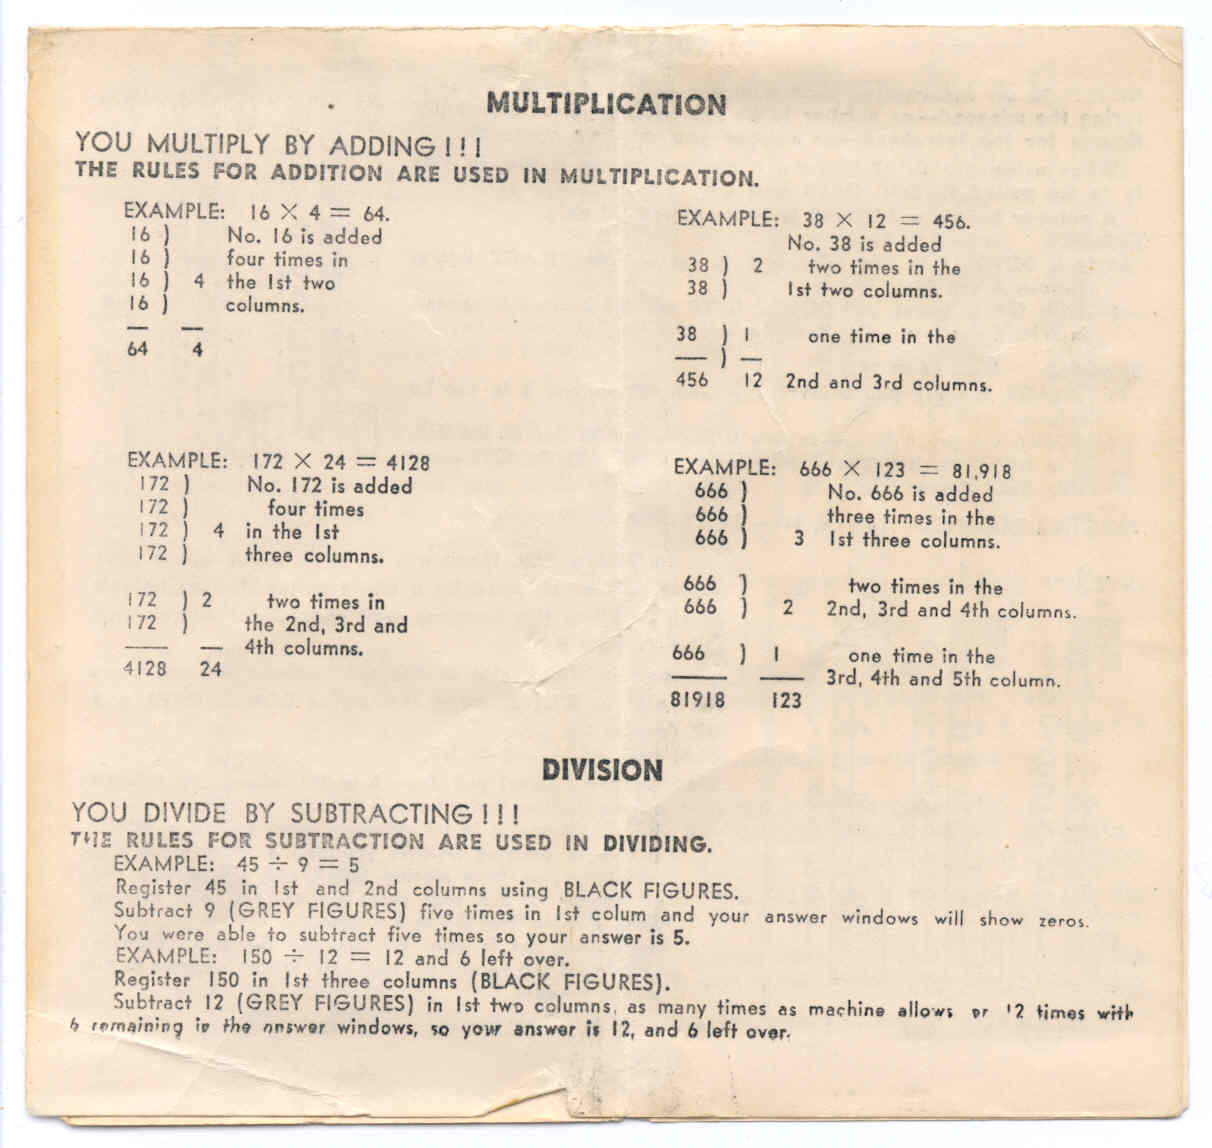 MULTIPLICATION
YOU MULTIPLY BY ADDING!!!
THE RULES FOR ADDITION ARE USED IN MULTIPLICATION.
EXAMPLE: 16 X 4 = 64.
16 ) No. 16 is added
16 ) four times in
16 ) 4 the 1st two
16 ) columns.
— —
64 4
EXAMPLE: 38 X 12 = 456.
No. 38 is added
38 ) 2 two times in the
38 ) 1st two columns.
38 ) 1 one time in the
— ) —
456 12 2nd and 3rd columns.
EXAMPLE: 172 X 24 = 4128
172 ) No. 172 is added
172 ) four times
172 ) 4 in the 1st
172 ) three columns.
172 ) 2 two times in
172 ) the 2nd, 3rd and
— — 4th columns.
4128 24
EXAMPLE: 666 X 123 = 81,918
666 ) No. 666 is added
666 ) three times in the
666 ) 3 1st three columns.
666 ) two times in the
666 ) 2 2nd, 3rd and 4th columns.
666 ) 1 one time in the
— — 3rd, 4th and 5th column.
81918 123
DIVISION
YOU DIVIDE BY SUBTRACTING!!!
THE RULES FOR SUBTRACTION ARE USED IN DIVIDING.
EXAMPLE: 45 ÷ 9 = 5
Register 45 in 1st and 2nd columns using BLACK FIGURES.
Subtract 9 (GREY FIGURES) five times in 1st colum and your answer windows will show zeros.
You were able to subtract five times so your answer is 5.
EXAMPLE: 150 ÷ 12 = 12 and 6 left over.
Register 150 in 1st three columns (BLACK FIGURES).
Subtract 12 (GREY FIGURES) in 1st two columns, as many times as machine allows or 12 times with
6 remaining in the answer windows, so your answer is 12, and 6 left over.